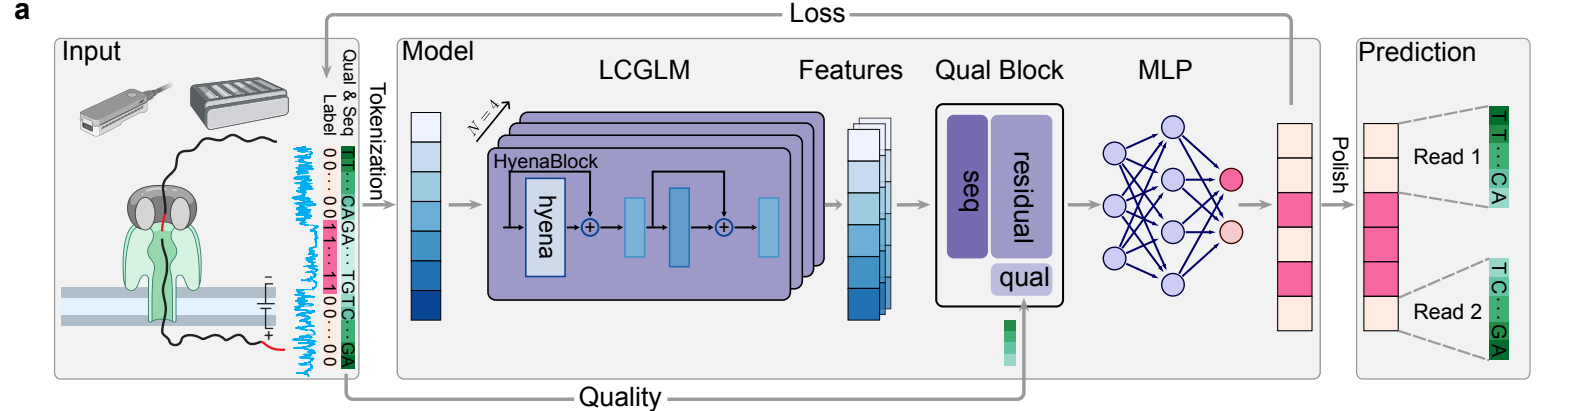 a
Loss
Input
Qual & Seq
Label
TT···CAGA···TGTC···GA
00···0011···1100···00
Tokenization
Model
LCGLM
Features
Qual Block
MLP
N = 4
HyenaBlock
hyena
+
+
seq
residual
qual
Polish
Prediction
Read 1
TT···CA
Read 2
TC···GA
−
+
Quality